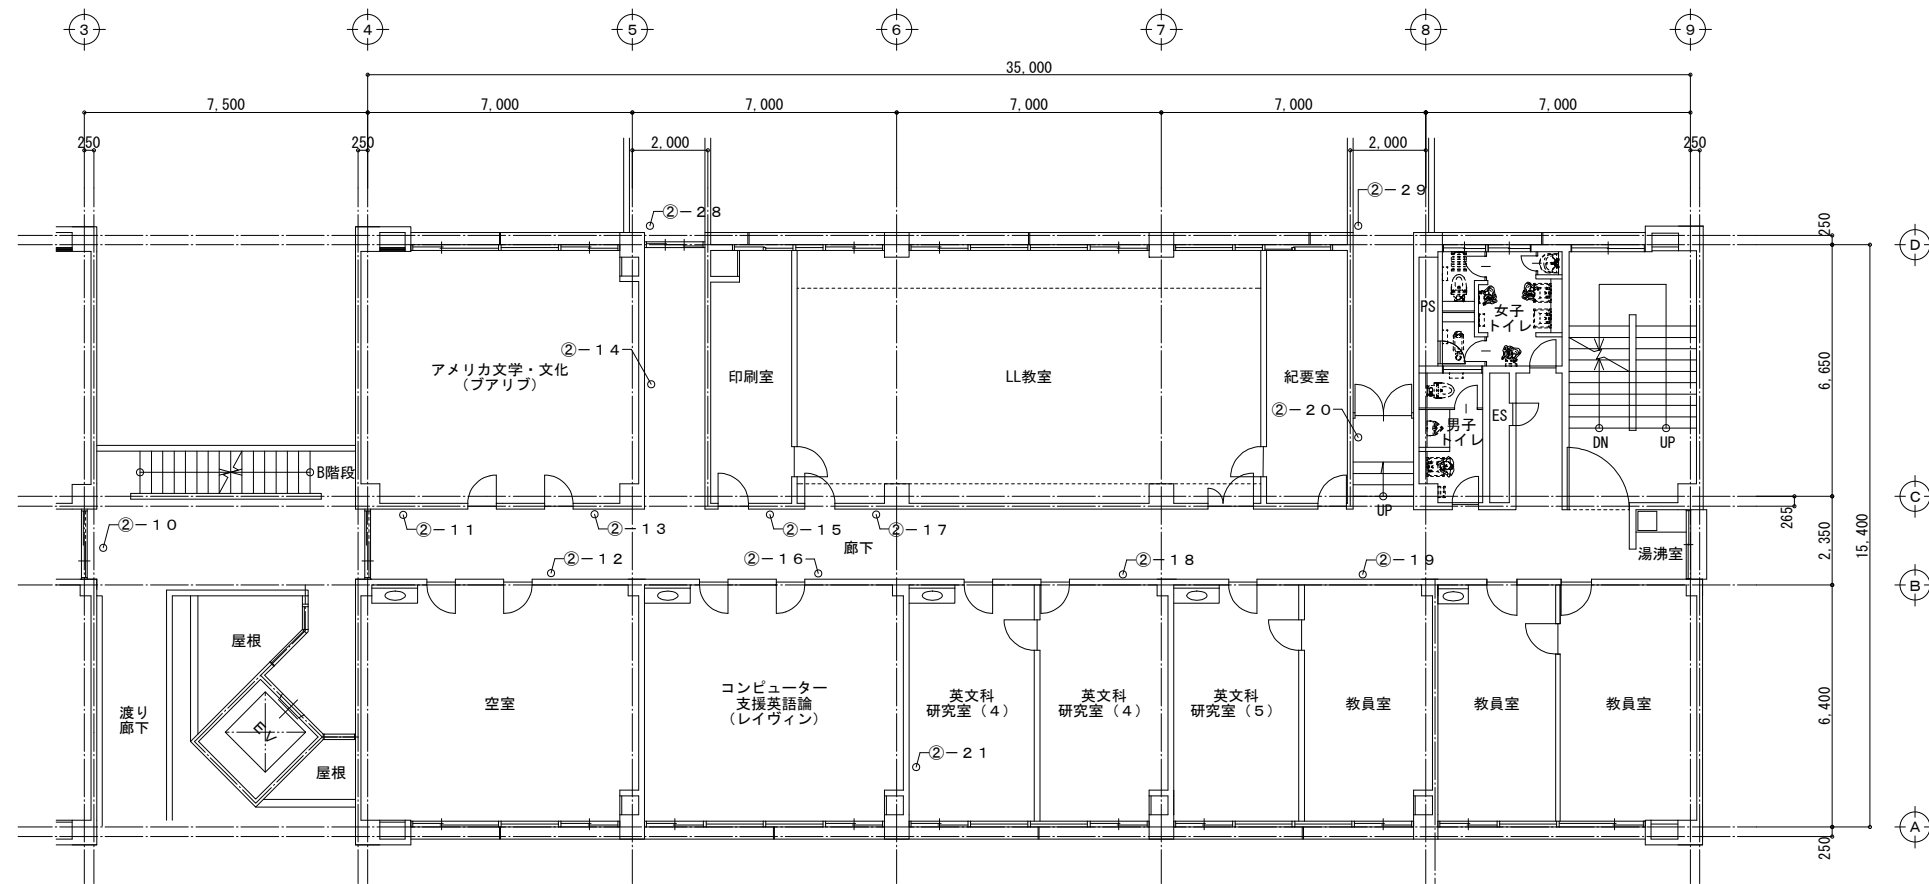 3 4 5 6 7 8 9
35,000
7,500 7,000 7,000 7,000 7,000 7,000
250 250 2,000 2,000 250
②－28 ②－29
250
D
PS
女子
トイレ
②－14
アメリカ文学・文化
（ブアリブ）
印刷室
LL教室
紀要室
6,650
②－20
ES
男子
トイレ
DN UP
B階段
C
UP
265
②－10 ②－11 ②－13 ②－15 ②－17
廊下
湯沸室
2,350
15,400
②－12 ②－16 ②－18 ②－19
B
屋根
渡り
廊下
EV
屋根
空室
コンピューター
支援英語論
（レイヴィン）
英文科
研究室（4）
英文科
研究室（4）
英文科
研究室（5）
教員室
教員室
教員室
6,400
②－21
A
250